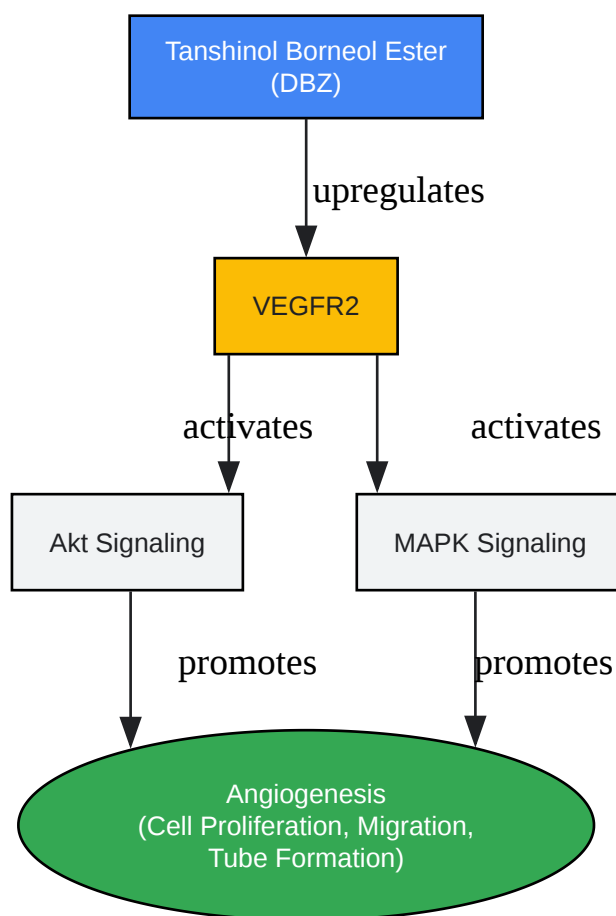 Tanshinol Borneol Ester
(DBZ)
upregulates
VEGFR2
activates
activates
Akt Signaling
MAPK Signaling
promotes
promotes
Angiogenesis
(Cell Proliferation, Migration,
Tube Formation)